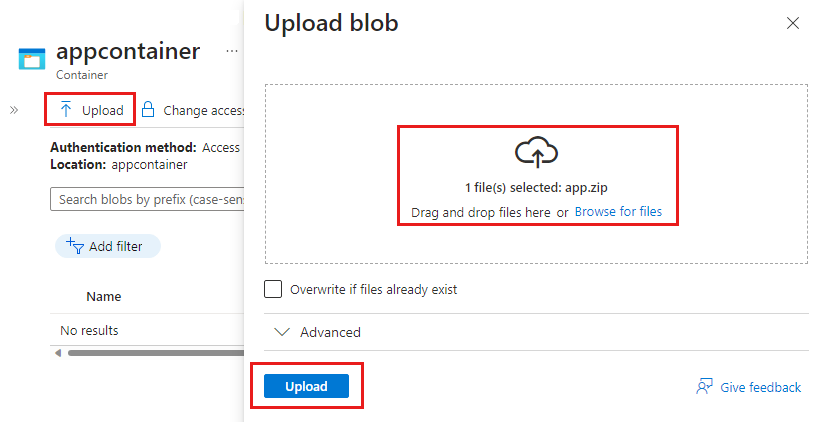 appcontainer
...
Container
Upload
Change access
Authentication method: Access
Location: appcontainer
Search blobs by prefix (case-sens
Add filter
Name
No results
Upload blob
1 file(s) selected: app.zip
Drag and drop files here or Browse for files
Overwrite if files already exist
Advanced
Upload
Give feedback